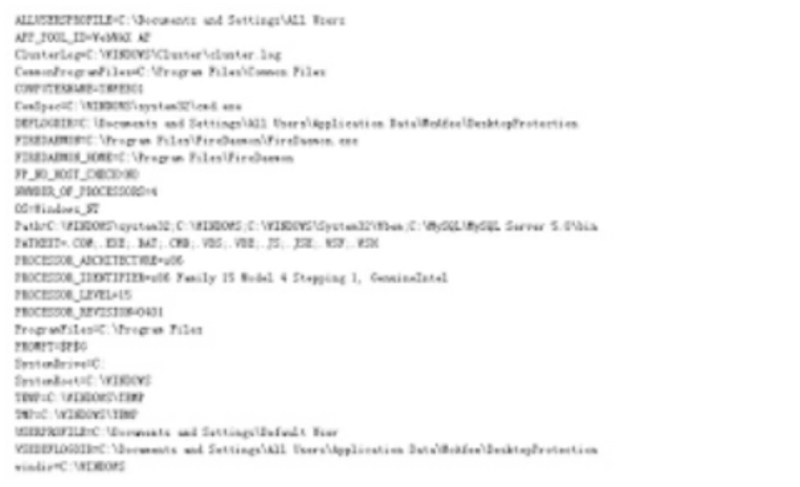 ALLUSERSPROFILE=C:\Documents and Settings\All Users
APP_POOL_ID=WebMAX AP
ClusterLog=C:\WINDOWS\Cluster\cluster.log
CommonProgramFiles=C:\Program Files\Common Files
ComSpec=C:\WINDOWS\system32\cmd.exe
DEFLOGDIR=C:\Documents and Settings\All Users\Application Data\McAfee\DesktopProtection
FIREDAEMON=C:\Program Files\FireDaemon\FireDaemon.exe
FIREDAEMON_HOME=C:\Program Files\FireDaemon
FP_NO_HOST_CHECK=NO
NUMBER_OF_PROCESSORS=4
OS=Windows_NT
Path=C:\WINDOWS\system32;C:\WINDOWS;C:\WINDOWS\System32\Wbem;C:\MySQL\MySQL Server 5.0\bin
PATHEXT=.COM;.EXE;.BAT;.CMD;.VBS;.VBE;.JS;.JSE;.WSF;.WSH
PROCESSOR_ARCHITECTURE=x86
PROCESSOR_IDENTIFIER=x86 Family 15 Model 4 Stepping 1, GenuineIntel
PROCESSOR_LEVEL=15
PROCESSOR_REVISION=0401
ProgramFiles=C:\Program Files
PROMPT=$P$G
SystemDrive=C:
SystemRoot=C:\WINDOWS
TEMP=C:\WINDOWS\TEMP
TMP=C:\WINDOWS\TEMP
USERPROFILE=C:\Documents and Settings\Default User
VSEDEFLOGDIR=C:\Documents and Settings\All Users\Application Data\McAfee\DesktopProtection
windir=C:\WINDOWS